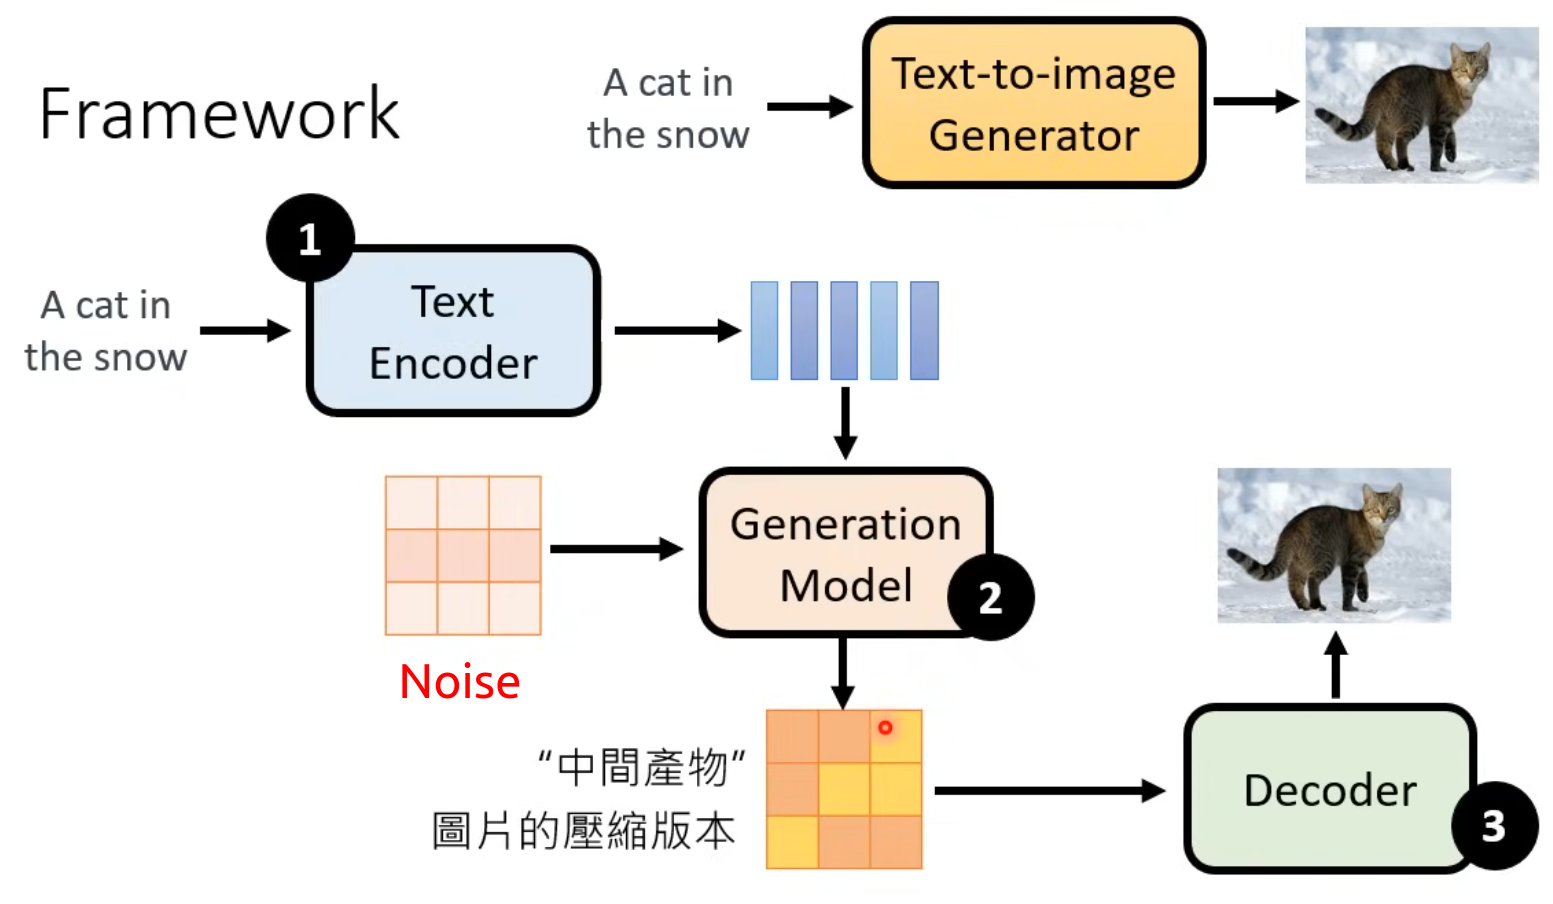 Framework
A cat in
the snow
Text-to-image
Generator
1
A cat in
the snow
Text
Encoder
Generation
Model
2
Noise
“中間產物”
圖片的壓縮版本
Decoder
3